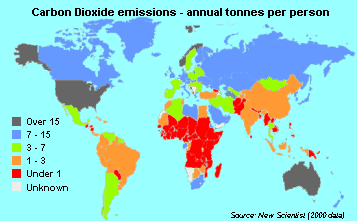 Carbon Dioxide emissions - annual tonnes per person
Over 15
7 - 15
3 - 7
1 - 3
Under 1
Unknown
Source: New Scientist (2000 data)